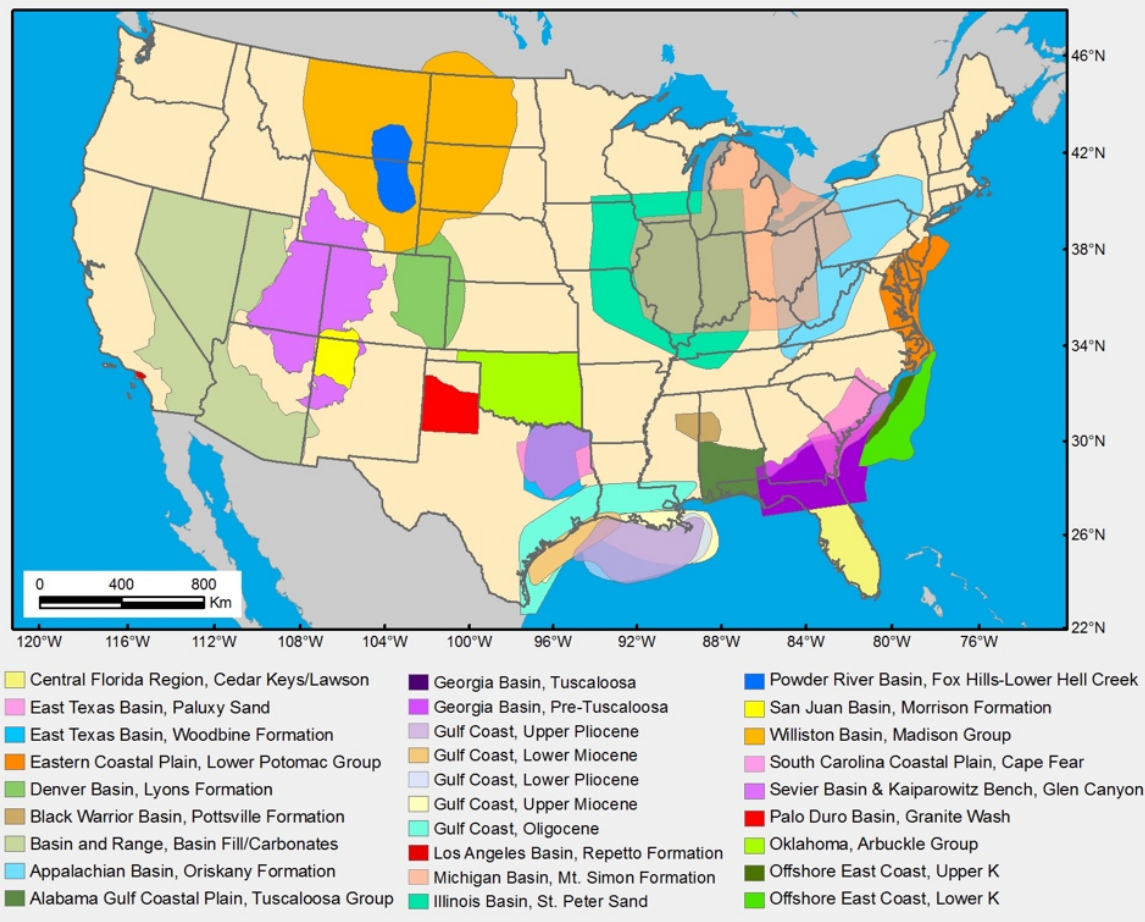 46°N
42°N
38°N
34°N
30°N
26°N
22°N
0 400 800
Km
120°W 116°W 112°W 108°W 104°W 100°W 96°W 92°W 88°W 84°W 80°W 76°W
Central Florida Region, Cedar Keys/Lawson
East Texas Basin, Paluxy Sand
East Texas Basin, Woodbine Formation
Eastern Coastal Plain, Lower Potomac Group
Denver Basin, Lyons Formation
Black Warrior Basin, Pottsville Formation
Basin and Range, Basin Fill/Carbonates
Appalachian Basin, Oriskany Formation
Alabama Gulf Coastal Plain, Tuscaloosa Group
Georgia Basin, Tuscaloosa
Georgia Basin, Pre-Tuscaloosa
Gulf Coast, Upper Pliocene
Gulf Coast, Lower Miocene
Gulf Coast, Lower Pliocene
Gulf Coast, Upper Miocene
Gulf Coast, Oligocene
Los Angeles Basin, Repetto Formation
Michigan Basin, Mt. Simon Formation
Illinois Basin, St. Peter Sand
Powder River Basin, Fox Hills-Lower Hell Creek
San Juan Basin, Morrison Formation
Williston Basin, Madison Group
South Carolina Coastal Plain, Cape Fear
Sevier Basin & Kaiparowitz Bench, Glen Canyon
Palo Duro Basin, Granite Wash
Oklahoma, Arbuckle Group
Offshore East Coast, Upper K
Offshore East Coast, Lower K